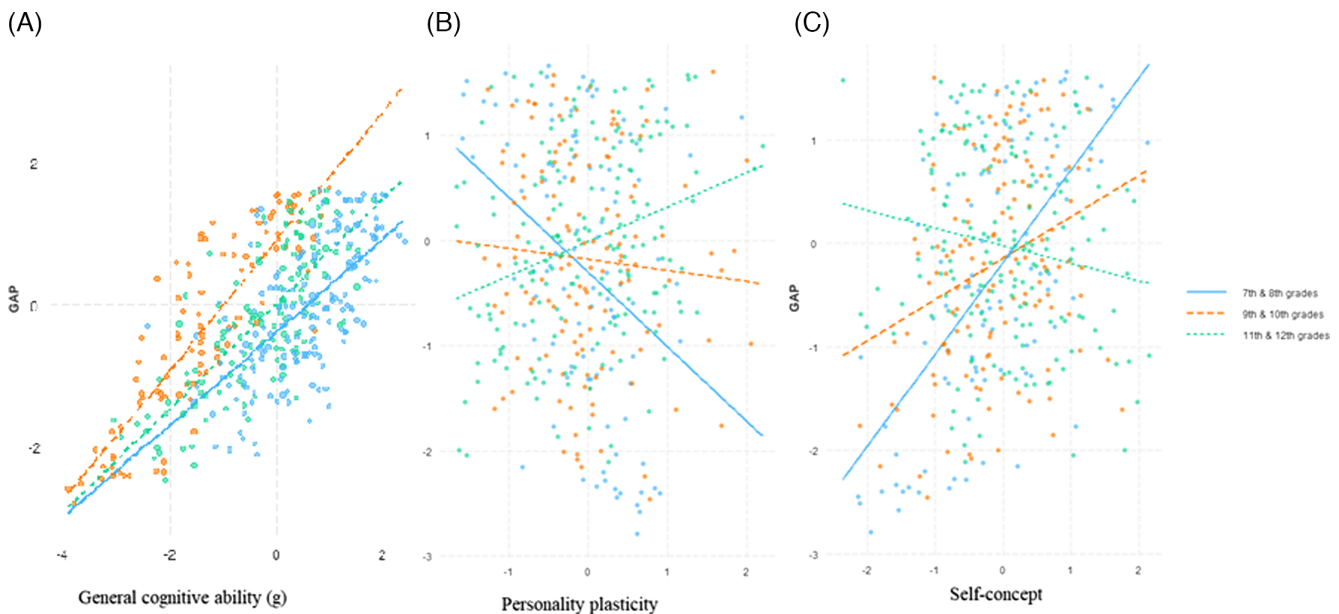 (A)
(B)
(C)
GAP
2
0
-2
-4
-2
0
2
General cognitive ability (g)
1
0
-1
-2
-3
-1
0
1
2
Personality plasticity
GAP
1
0
-1
-2
-3
-2
-1
0
1
2
Self-concept
7th & 8th grades
9th & 10th grades
11th & 12th grades